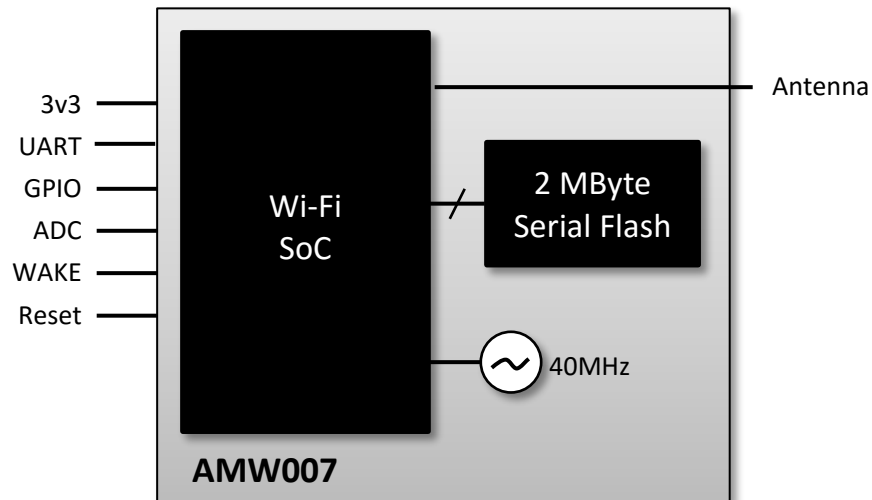 3v3
UART
GPIO
ADC
WAKE
Reset
Wi-Fi
SoC
Antenna
2 MByte
Serial Flash
40MHz
AMW007